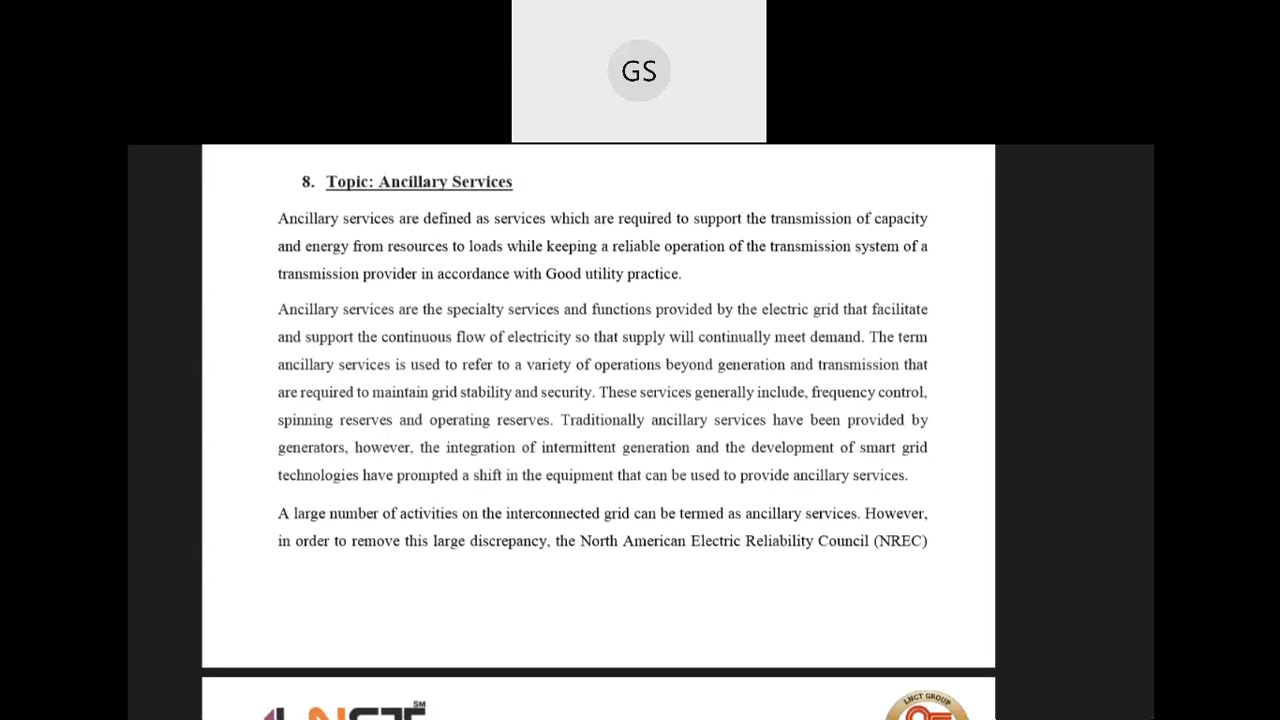 GS
8. Topic: Ancillary Services
Ancillary services are defined as services which are required to support the transmission of capacity
and energy from resources to loads while keeping a reliable operation of the transmission system of a
transmission provider in accordance with Good utility practice.
Ancillary services are the specialty services and functions provided by the electric grid that facilitate
and support the continuous flow of electricity so that supply will continually meet demand. The term
ancillary services is used to refer to a variety of operations beyond generation and transmission that
are required to maintain grid stability and security. These services generally include, frequency control,
spinning reserves and operating reserves. Traditionally ancillary services have been provided by
generators, however, the integration of intermittent generation and the development of smart grid
technologies have prompted a shift in the equipment that can be used to provide ancillary services.
A large number of activities on the interconnected grid can be termed as ancillary services. However,
in order to remove this large discrepancy, the North American Electric Reliability Council (NREC)
SM
LNCT GROUP